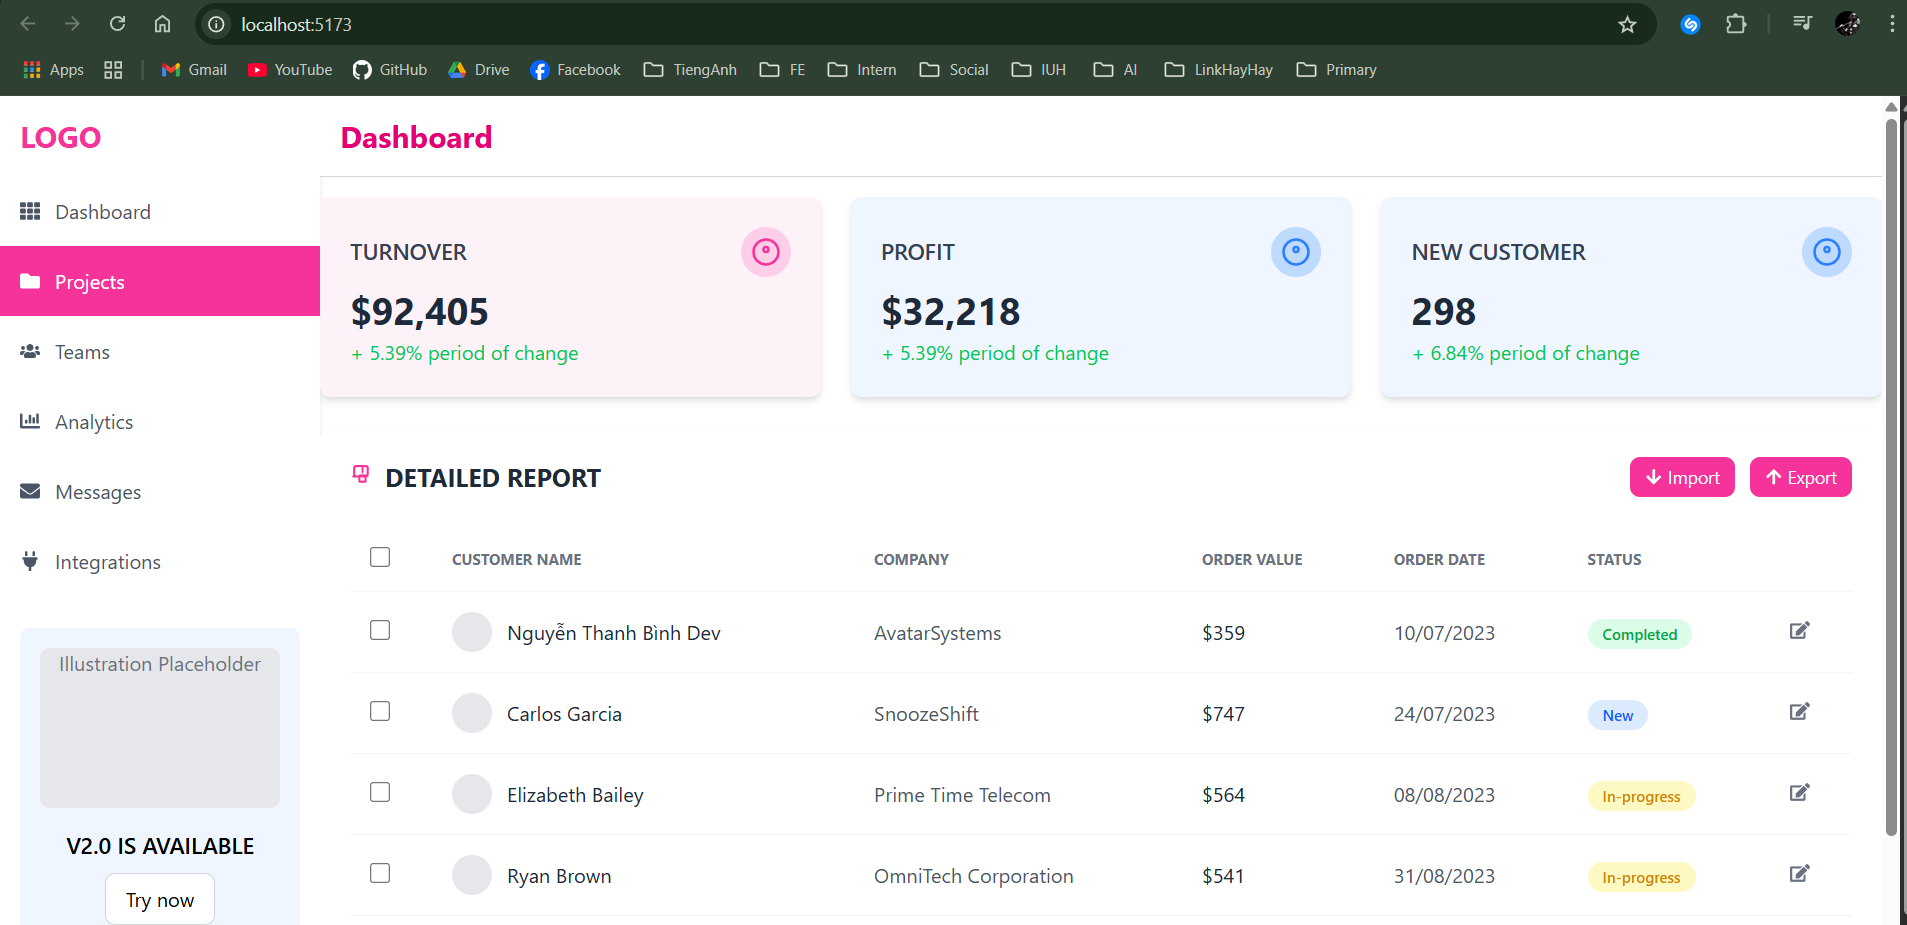 localhost:5173
Apps Gmail YouTube GitHub Drive Facebook TiengAnh FE Intern Social IUH AI LinkHayHay Primary
LOGO
Dashboard
Projects
Teams
Analytics
Messages
Integrations
Illustration Placeholder
V2.0 IS AVAILABLE
Try now
Dashboard
TURNOVER
$92,405
+ 5.39% period of change
PROFIT
$32,218
+ 5.39% period of change
NEW CUSTOMER
298
+ 6.84% period of change
DETAILED REPORT
Import
Export
CUSTOMER NAME COMPANY ORDER VALUE ORDER DATE STATUS
Nguyễn Thanh Bình Dev AvatarSystems $359 10/07/2023 Completed
Carlos Garcia SnoozeShift $747 24/07/2023 New
Elizabeth Bailey Prime Time Telecom $564 08/08/2023 In-progress
Ryan Brown OmniTech Corporation $541 31/08/2023 In-progress